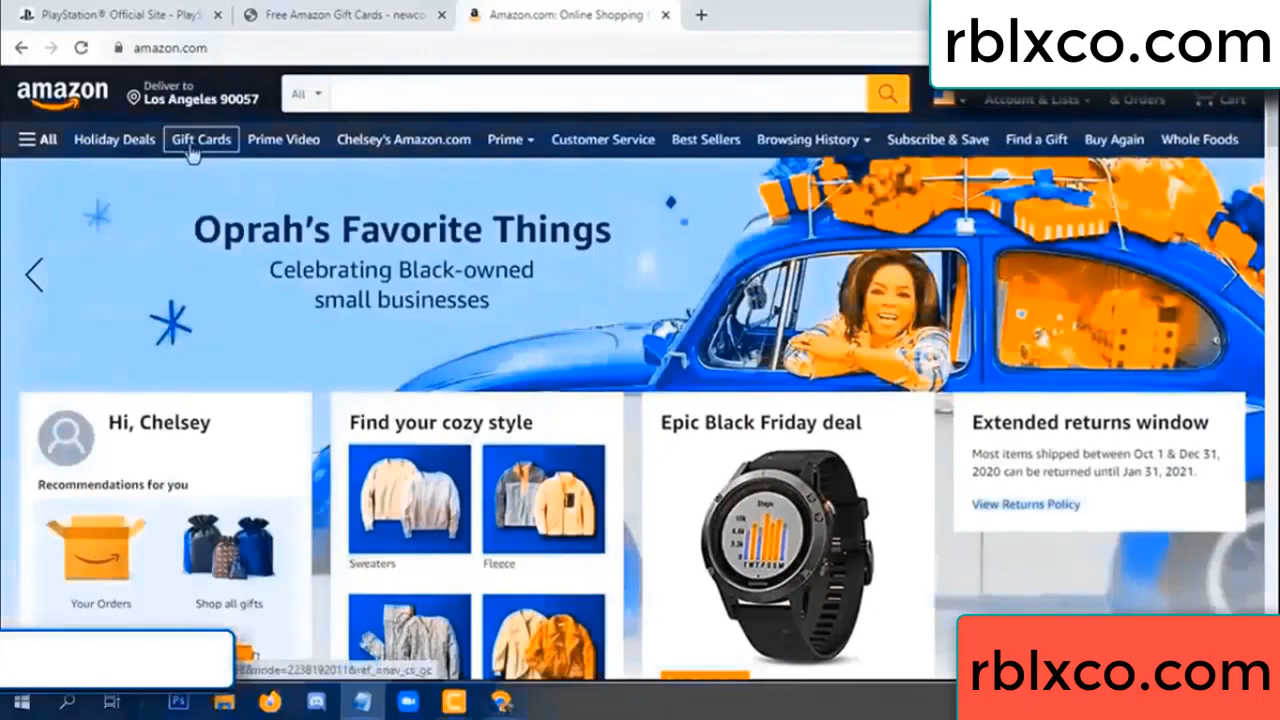 PlayStation® Official Site - PlayS
Free Amazon Gift Cards - newco
Amazon.com: Online Shopping
rblxco.com
amazon.com
amazon
Deliver to
Los Angeles 90057
All
Account & Lists
& Orders
Cart
All
Holiday Deals
Gift Cards
Prime Video
Chelsey's Amazon.com
Prime
Customer Service
Best Sellers
Browsing History
Subscribe & Save
Find a Gift
Buy Again
Whole Foods
Oprah's Favorite Things
Celebrating Black-owned
small businesses
Hi, Chelsey
Recommendations for you
Your Orders
Shop all gifts
Find your cozy style
Sweaters
Fleece
Epic Black Friday deal
Steps
Extended returns window
Most items shipped between Oct 1 & Dec 31,
2020 can be returned until Jan 31, 2021.
View Returns Policy
Ps
rblxco.com